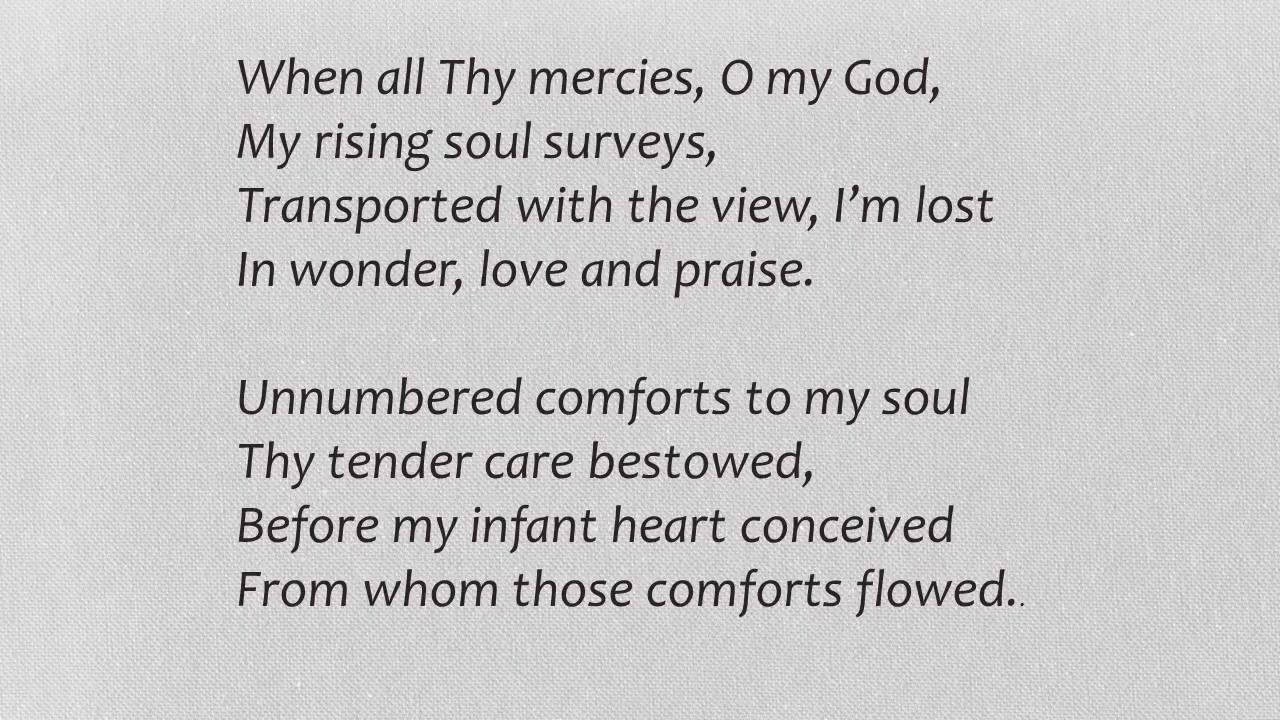 When all Thy mercies, O my God,
My rising soul surveys,
Transported with the view, I’m lost
In wonder, love and praise.

Unnumbered comforts to my soul
Thy tender care bestowed,
Before my infant heart conceived
From whom those comforts flowed..